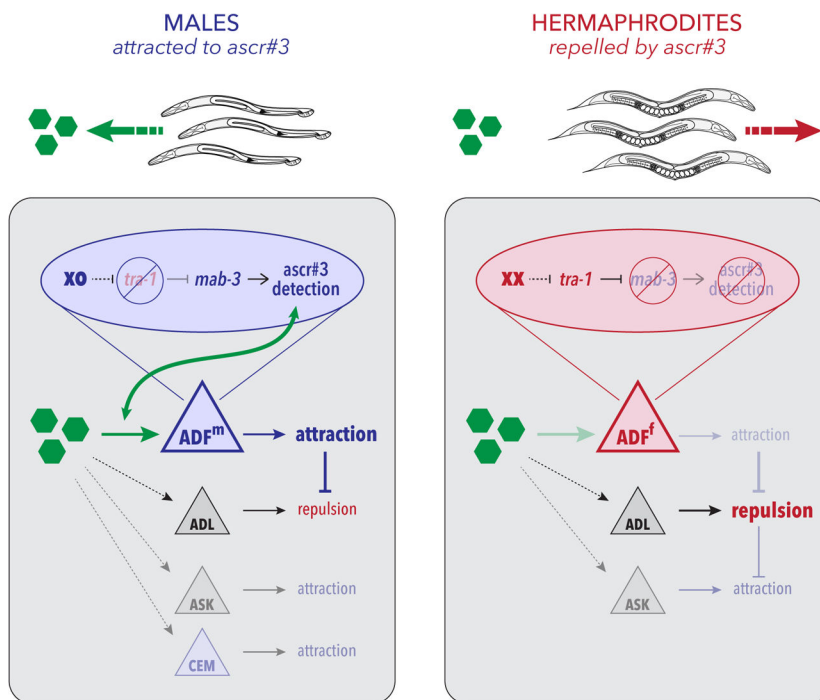 MALES
attracted to ascr#3
XO tra-1 mab-3 ascr#3
detection
ADFᵐ attraction
ADL repulsion
ASK attraction
CEM attraction
HERMAPHRODITES
repelled by ascr#3
XX tra-1 mab-3 ascr#3
detection
ADFᶠ attraction
ADL repulsion
ASK attraction